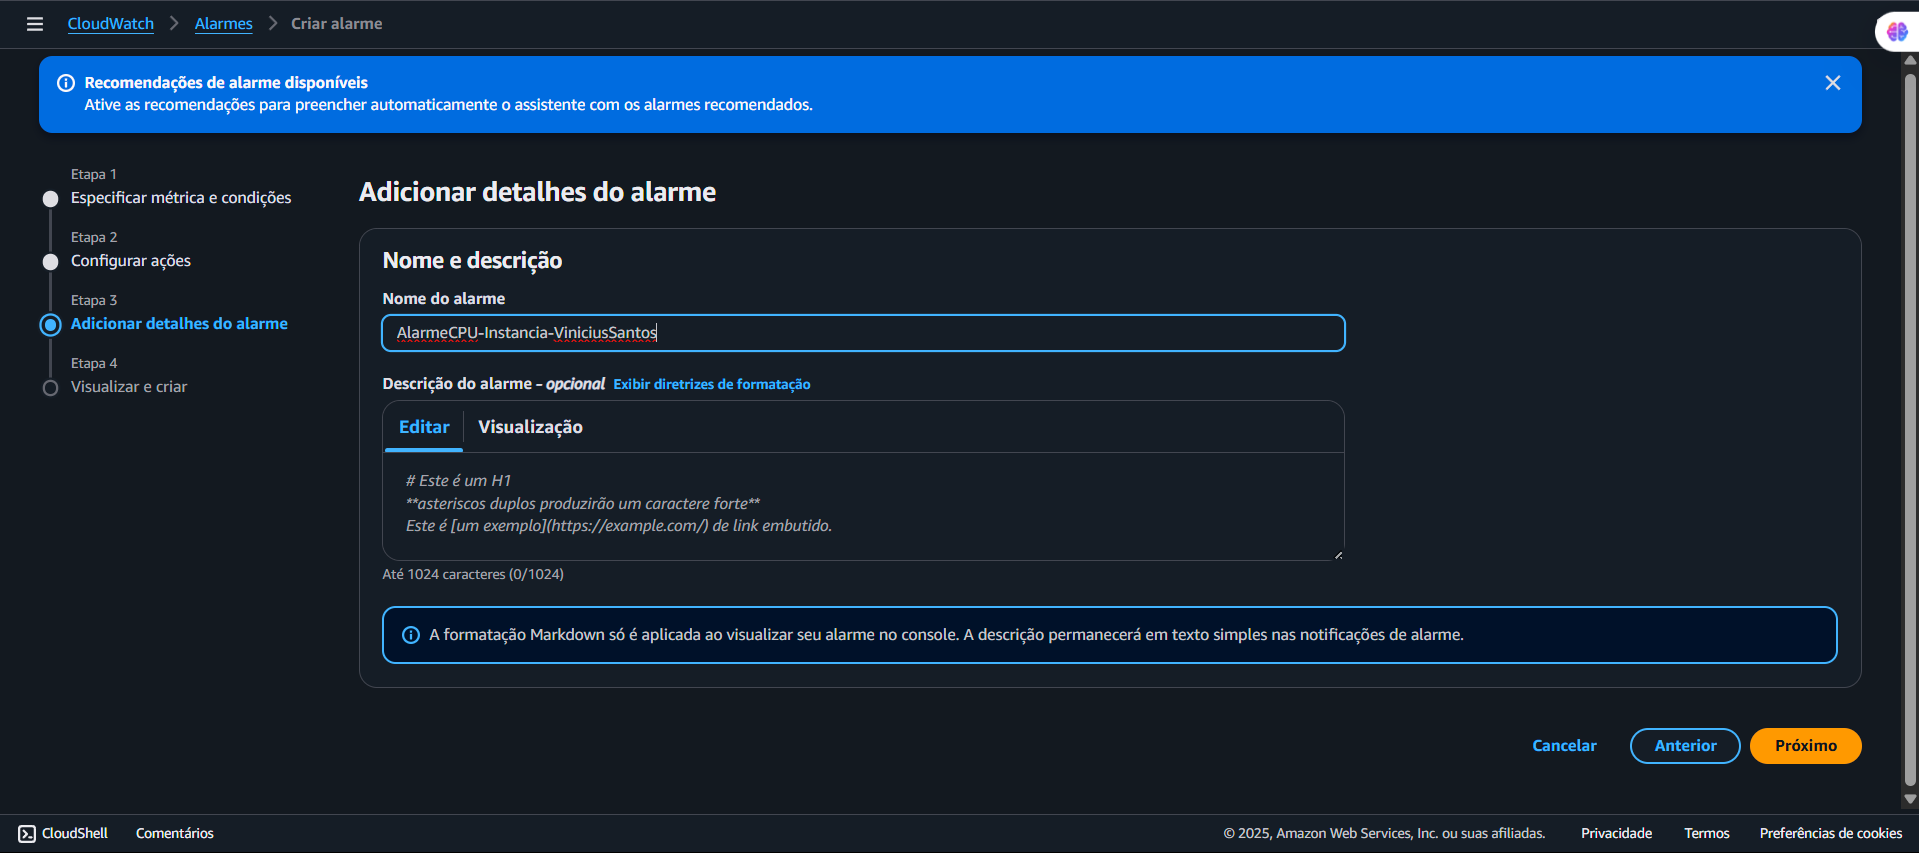 CloudWatch > Alarmes > Criar alarme
Recomendações de alarme disponíveis
Ative as recomendações para preencher automaticamente o assistente com os alarmes recomendados.
Etapa 1
Especificar métrica e condições
Etapa 2
Configurar ações
Etapa 3
Adicionar detalhes do alarme
Etapa 4
Visualizar e criar
Adicionar detalhes do alarme
Nome e descrição
Nome do alarme
AlarmeCPU-Instancia-ViniciusSantos
Descrição do alarme - opcional Exibir diretrizes de formatação
Editar Visualização
# Este é um H1
**asteriscos duplos produzirão um caractere forte**
Este é [um exemplo](https://example.com/) de link embutido.
Até 1024 caracteres (0/1024)
A formatação Markdown só é aplicada ao visualizar seu alarme no console. A descrição permanecerá em texto simples nas notificações de alarme.
Cancelar Anterior Próximo
CloudShell Comentários © 2025, Amazon Web Services, Inc. ou suas afiliadas. Privacidade Termos Preferências de cookies